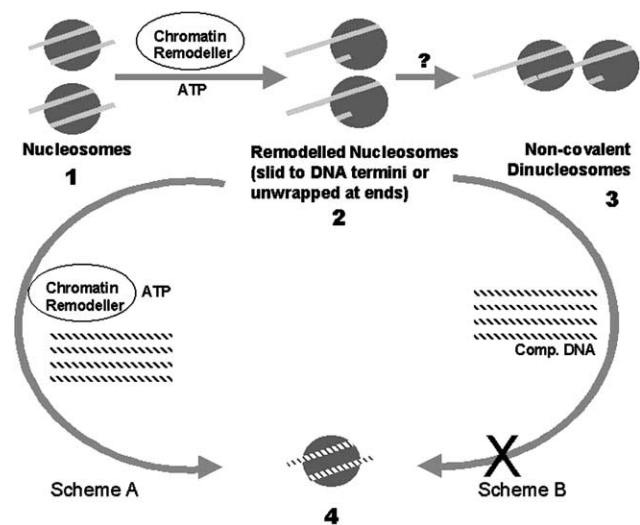 Chromatin
Remodeller
ATP
?
Nucleosomes
1
Remodelled Nucleosomes
(slid to DNA termini or
unwrapped at ends)
2
Non-covalent
Dinucleosomes
3
Chromatin
Remodeller
ATP
Comp. DNA
X
Scheme A
4
Scheme B